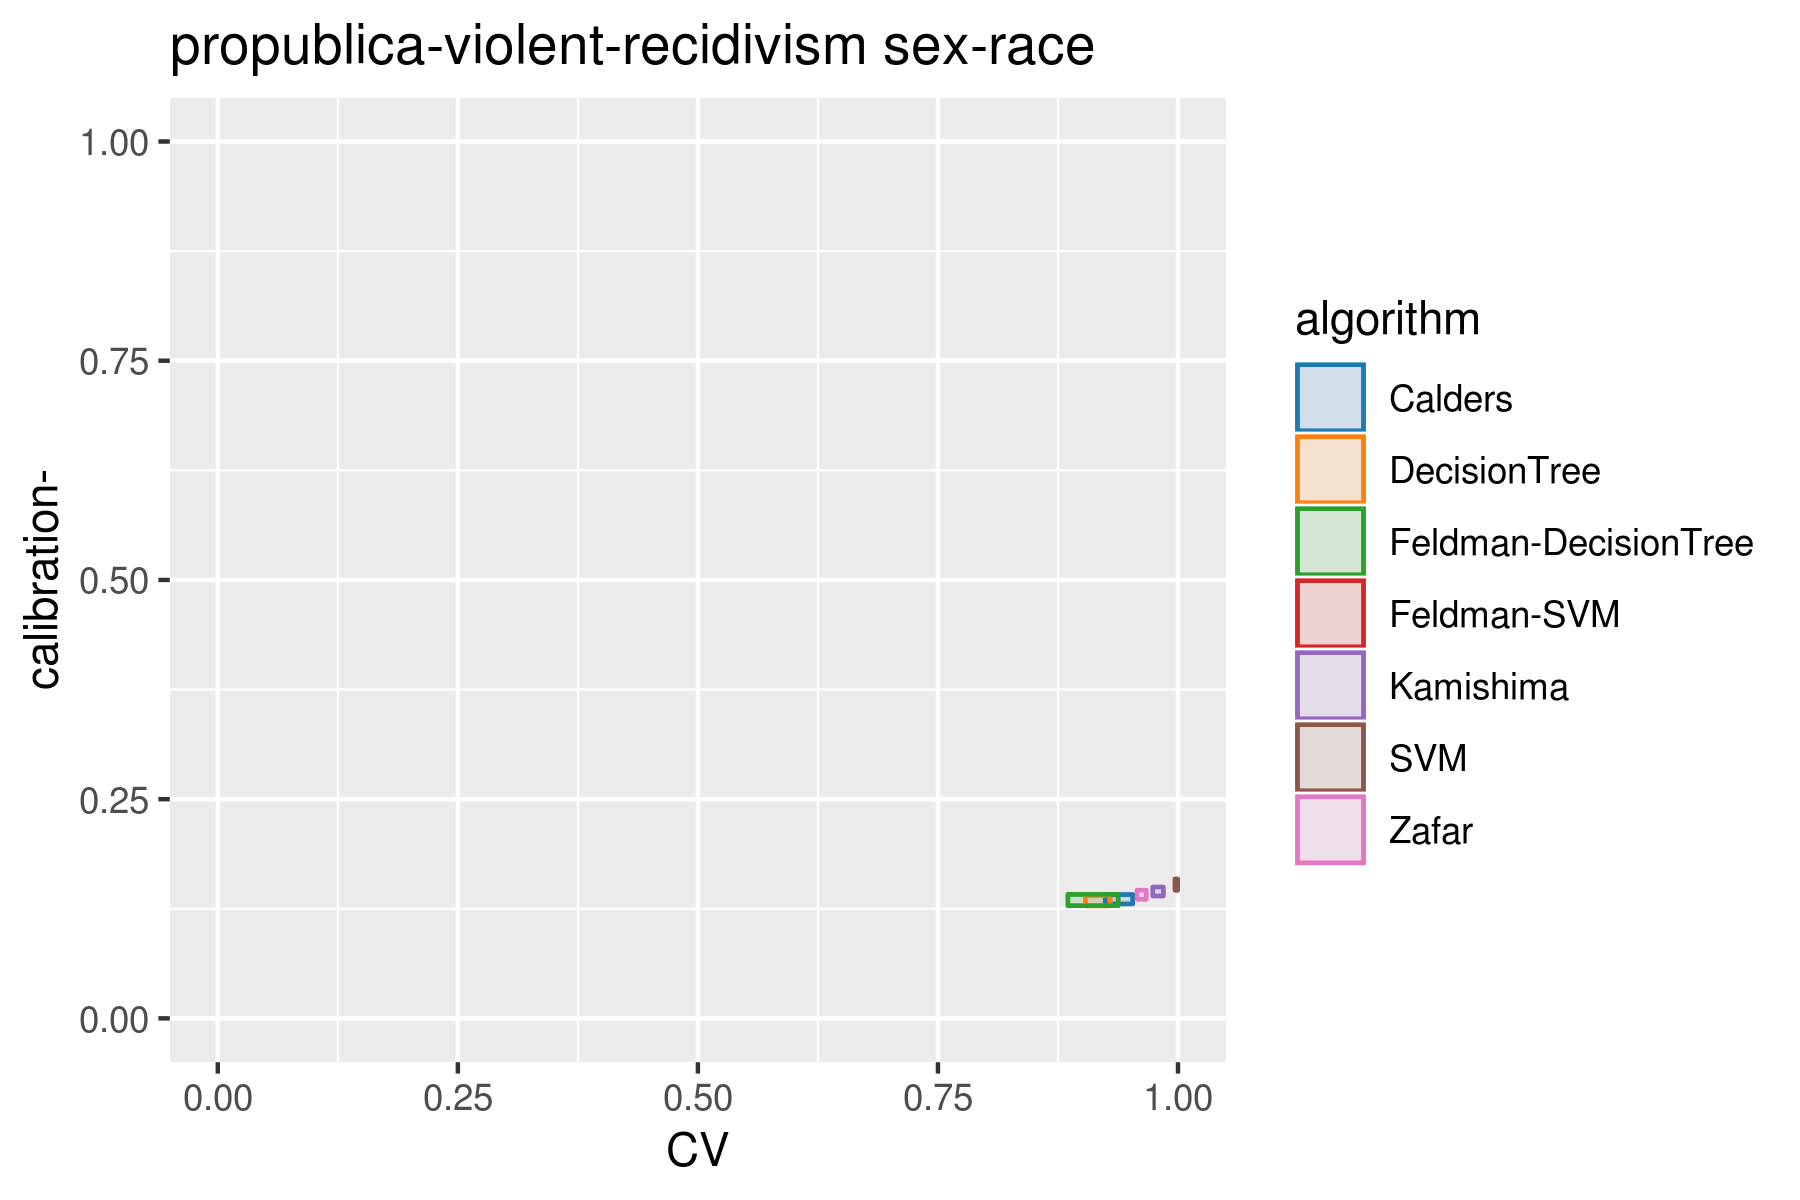 propublica-violent-recidivism sex-race
1.00
0.75
0.50
0.25
0.00
calibration-
0.00 0.25 0.50 0.75 1.00
CV
algorithm
Calders
DecisionTree
Feldman-DecisionTree
Feldman-SVM
Kamishima
SVM
Zafar